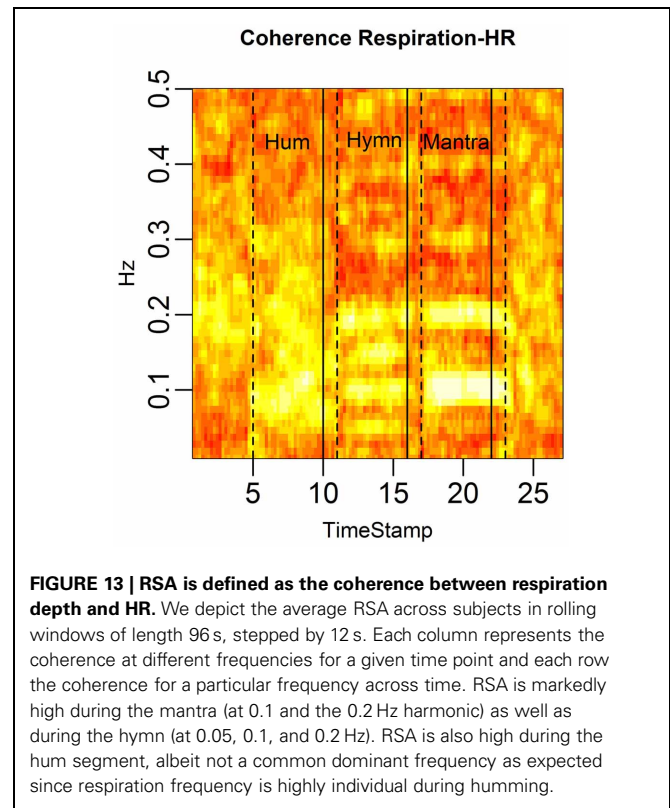 Coherence Respiration-HR
0.5
0.4
0.3
0.2
0.1
Hz
Hum Hymn Mantra
5 10 15 20 25
TimeStamp
FIGURE 13 | RSA is defined as the coherence between respiration
depth and HR. We depict the average RSA across subjects in rolling
windows of length 96 s, stepped by 12 s. Each column represents the
coherence at different frequencies for a given time point and each row
the coherence for a particular frequency across time. RSA is markedly
high during the mantra (at 0.1 and the 0.2 Hz harmonic) as well as
during the hymn (at 0.05, 0.1, and 0.2 Hz). RSA is also high during the
hum segment, albeit not a common dominant frequency as expected
since respiration frequency is highly individual during humming.